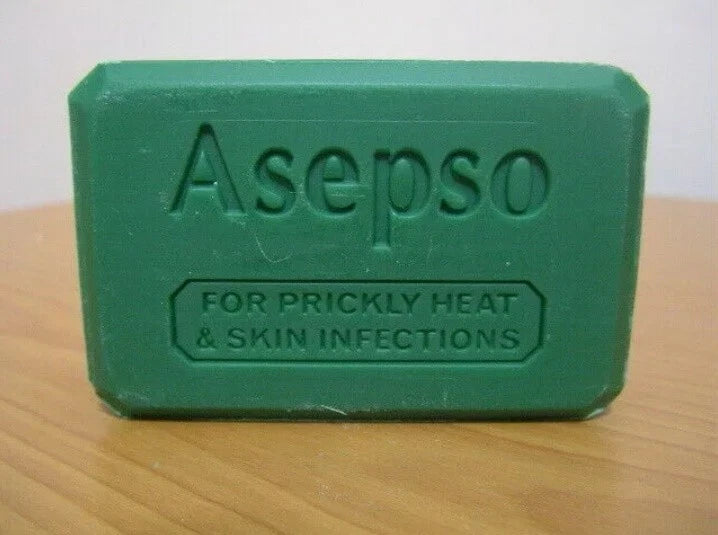 Asepso
FOR PRICKLY HEAT
& SKIN INFECTIONS